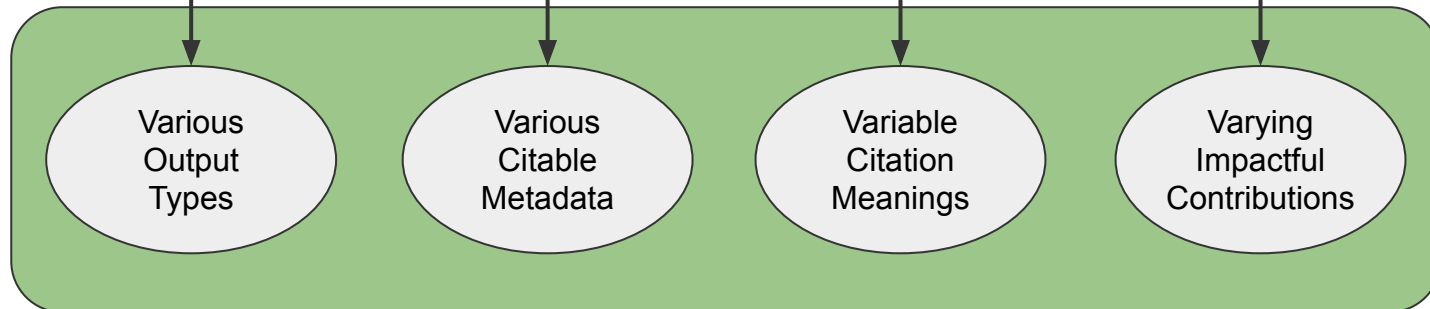 Various
Output
Types
Various
Citable
Metadata
Variable
Citation
Meanings
Varying
Impactful
Contributions